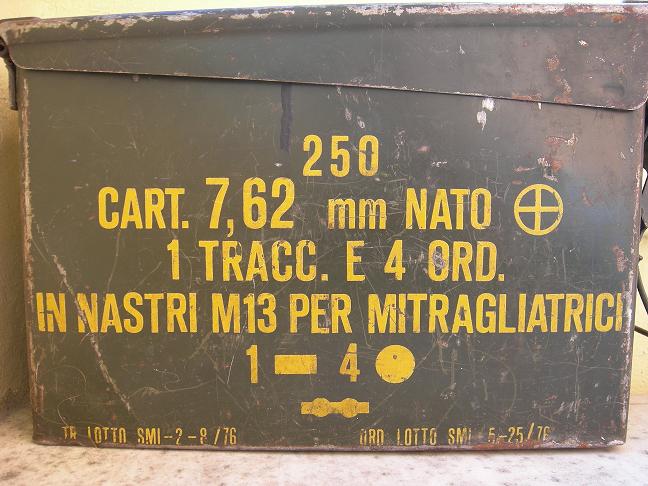 250
CART. 7,62 mm NATO
1 TRACC. E 4 ORD.
IN NASTRI M13 PER MITRAGLIATRICI
1 4
TR LOTTO SMI-2-8/76 ORD LOTTO SMI 5-25/76